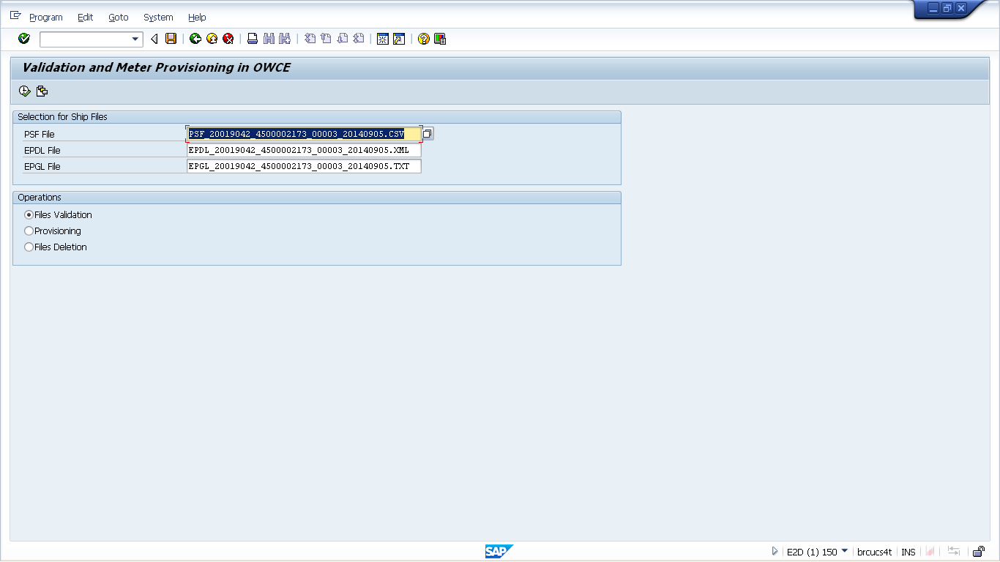 Program Edit Goto System Help
Validation and Meter Provisioning in OWCE
Selection for Ship Files
PSF File PSF_20019042_4500002173_00003_20140905.CSV
EPDL File EPDL_20019042_4500002173_00003_20140905.XML
EPGL File EPGL_20019042_4500002173_00003_20140905.TXT
Operations
Files Validation
Provisioning
Files Deletion
SAP E2D (1) 150 brcucs4t INS